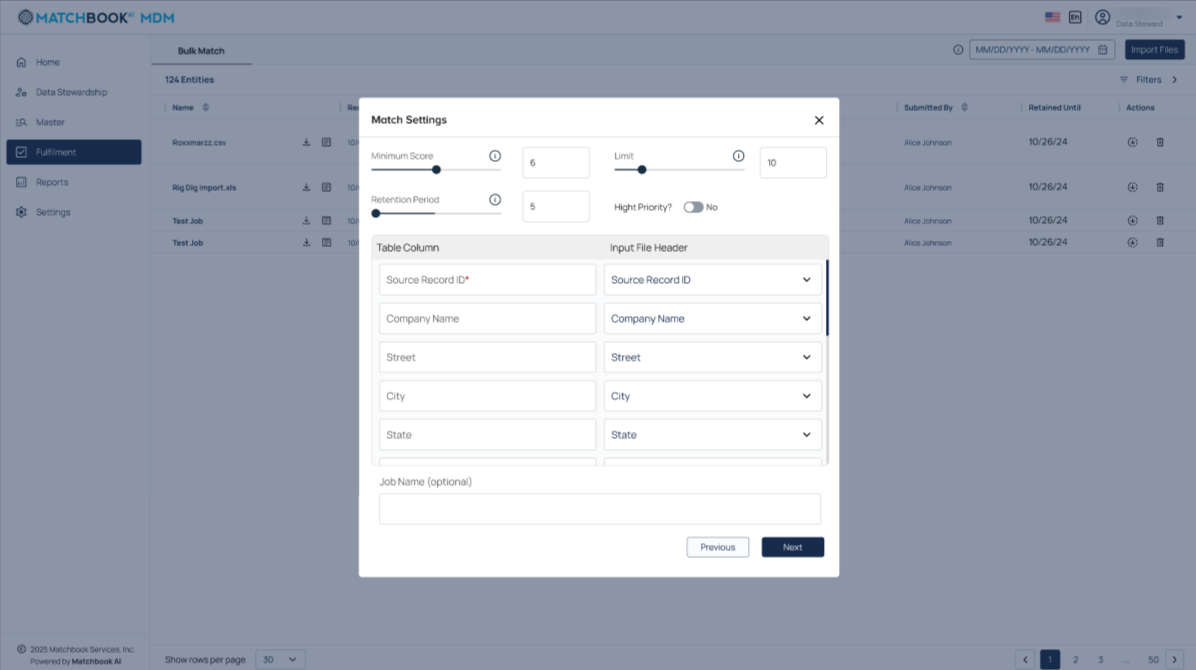 MATCHBOOK AI MDM
En
Data Steward
Home
Data Stewardship
Master
Fulfilment
Reports
Settings
Bulk Match
MM/DD/YYYY - MM/DD/YYYY
Import Files
124 Entities
Filters
Name
Submitted By
Retained Until
Actions
Roxxmarzz.csv
10/
Alice Johnson
10/26/24
Rig Dig Import.xls
10/
Alice Johnson
10/26/24
Test Job
10/
Alice Johnson
10/26/24
Test Job
10/
Alice Johnson
10/26/24
Match Settings
Minimum Score
6
Limit
10
Retention Period
5
Hight Priority?
No
Table Column
Input File Header
Source Record ID*
Source Record ID
Company Name
Company Name
Street
Street
City
City
State
State
Job Name (optional)
Previous
Next
© 2025 Matchbook Services, Inc.
Powered by Matchbook AI
Show rows per page
30
1
2
3
...
50